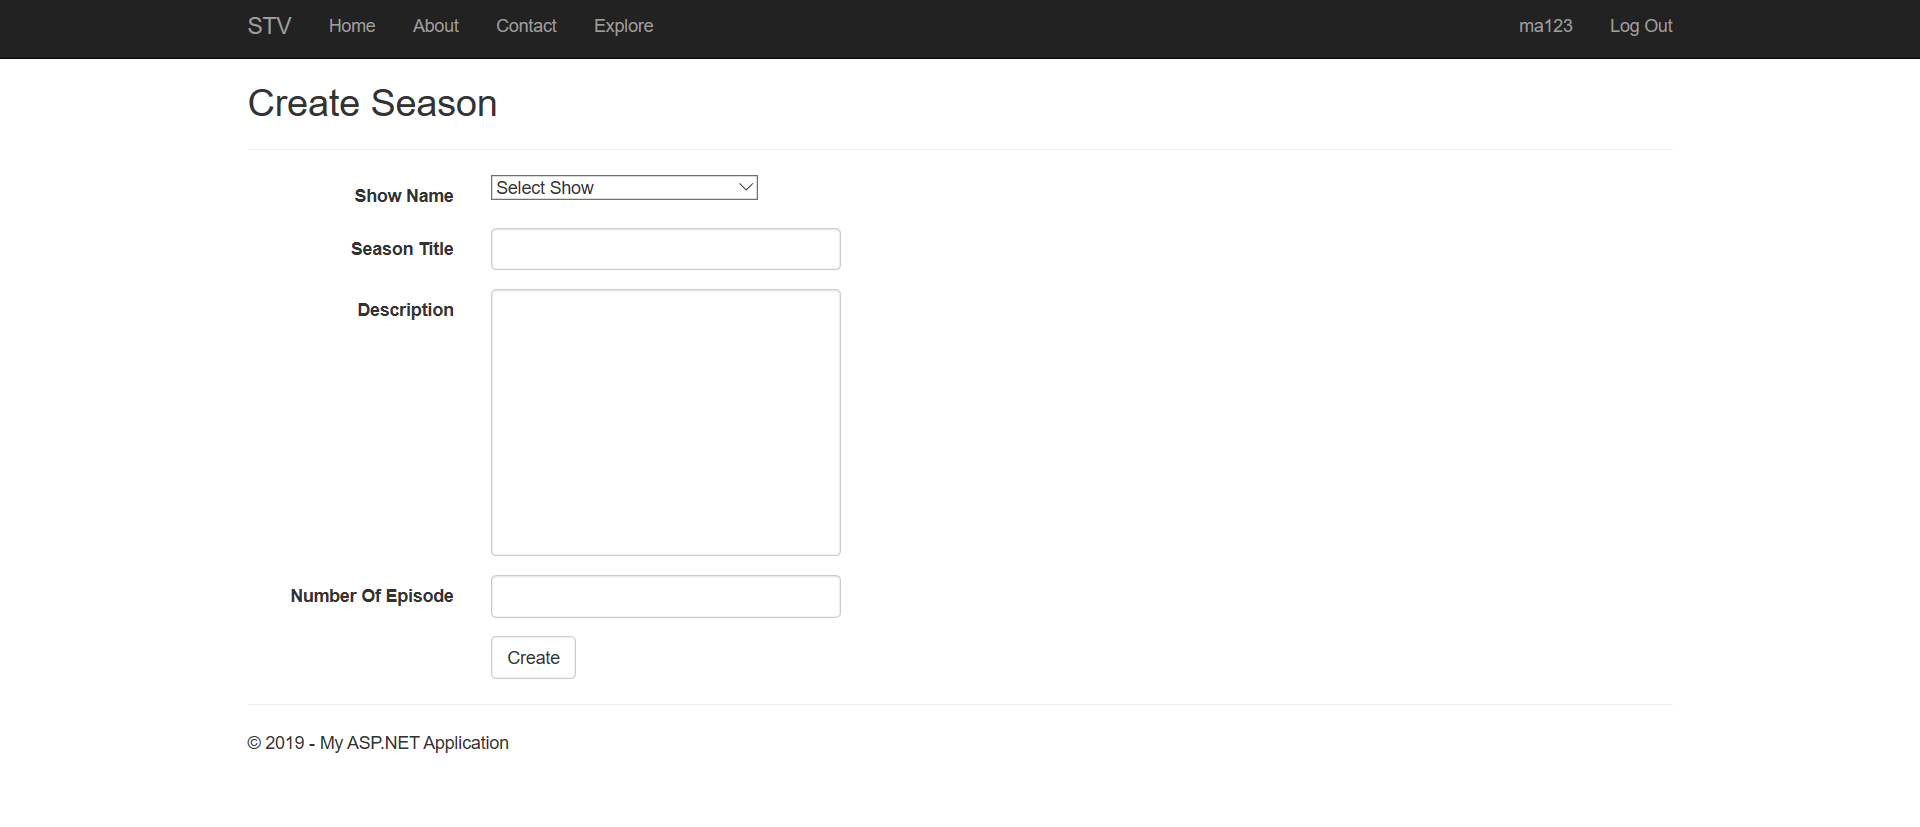 STV Home About Contact Explore ma123 Log Out
Create Season
Show Name Select Show
Season Title
Description
Number Of Episode
Create
© 2019 - My ASP.NET Application